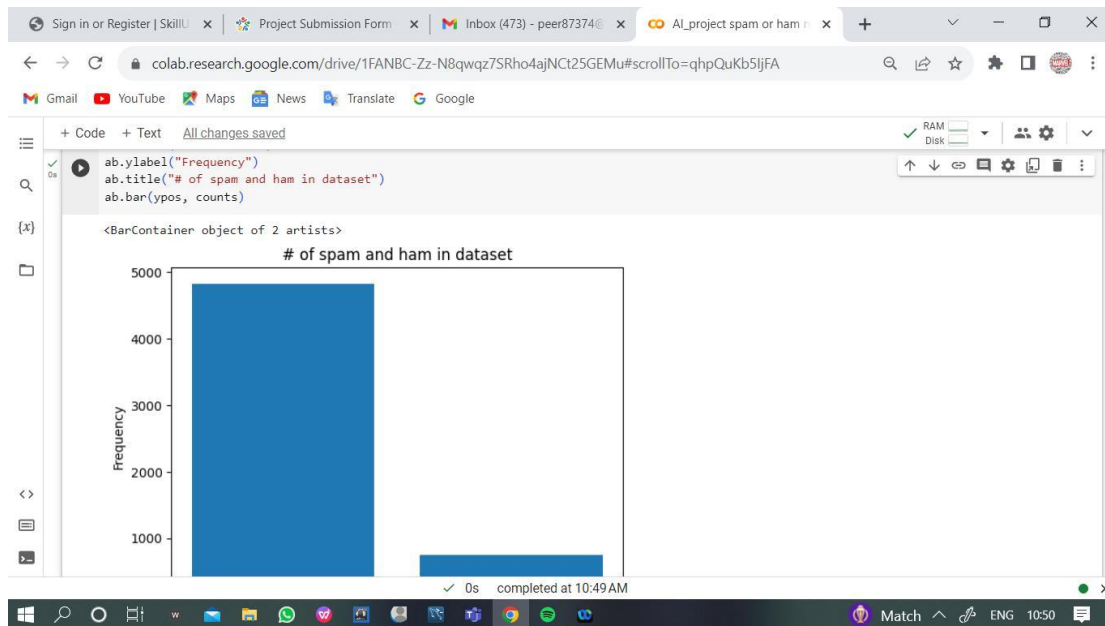 Sign in or Register | SkillU
Project Submission Form
Inbox (473) - peer87374@
AI_project spam or ham n
colab.research.google.com/drive/1FANBC-Zz-N8qwqz7SRho4ajNCt25GEMu#scrollTo=qhpQuKb5IjFA
Gmail YouTube Maps GE News Translate G Google
+ Code + Text All changes saved
RAM
Disk
0s
ab.ylabel("Frequency")
ab.title("# of spam and ham in dataset")
ab.bar(ypos, counts)
{x}
<BarContainer object of 2 artists>
# of spam and ham in dataset
5000
4000
3000
2000
1000
Frequency
0s completed at 10:49 AM
Match ENG 10:50